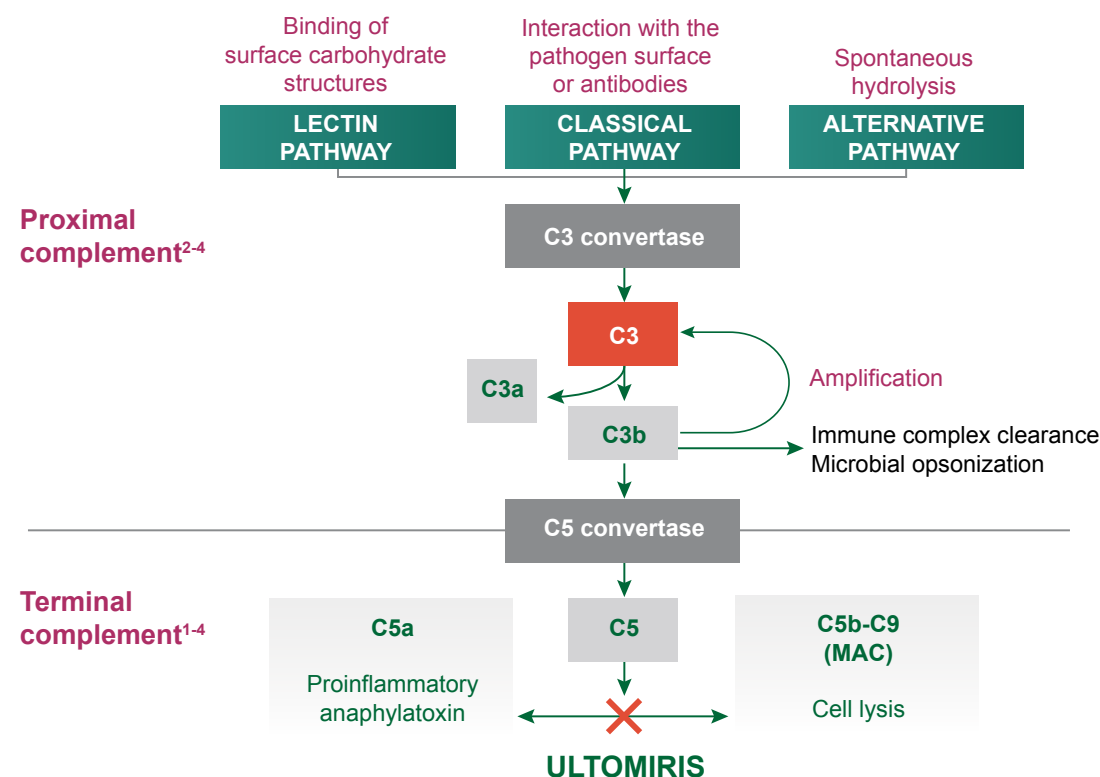 Binding of
surface carbohydrate
structures
Interaction with the
pathogen surface
or antibodies
Spontaneous
hydrolysis
LECTIN
PATHWAY
CLASSICAL
PATHWAY
ALTERNATIVE
PATHWAY
Proximal
complement2-4
C3 convertase
C3
C3a
Amplification
C3b
Immune complex clearance
Microbial opsonization
C5 convertase
Terminal
complement1-4
C5a
Proinflammatory
anaphylatoxin
C5
C5b-C9
(MAC)
Cell lysis
ULTOMIRIS